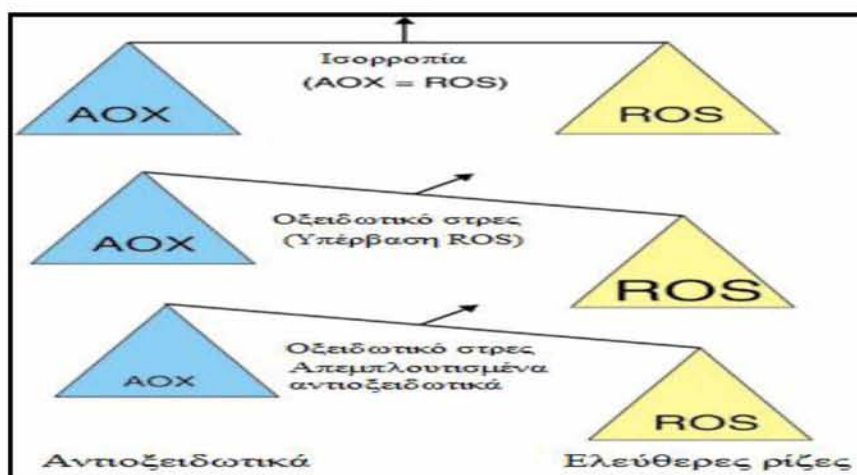 Ισορροπία
(AOX = ROS)
AOX
ROS
Οξειδωτικό στρες
(Υπέρβαση ROS)
AOX
ROS
Οξειδωτικό στρες
Απεμπλουτισμένα
αντιοξειδωτικά
AOX
ROS
Αντιοξειδωτικά
Ελεύθερες ρίζες